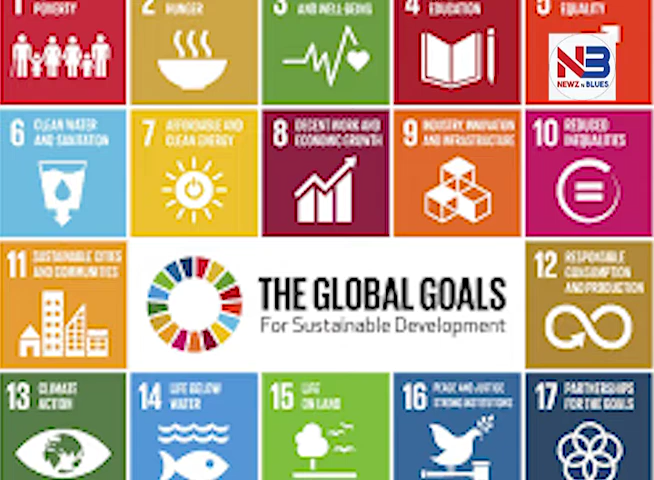 1 POVERTY
2 HUNGER
3 AND WELL-BEING
4 EDUCATION
5 EQUALITY
NB
NEWZ N BLUES
6 CLEAN WATER
AND SANITATION
7 AFFORDABLE AND
CLEAN ENERGY
8 DECENT WORK AND
ECONOMIC GROWTH
9 INDUSTRY, INNOVATION
AND INFRASTRUCTURE
10 REDUCED
INEQUALITIES
11 SUSTAINABLE CITIES
AND COMMUNITIES
THE GLOBAL GOALS
For Sustainable Development
12 RESPONSIBLE
CONSUMPTION
AND PRODUCTION
13 CLIMATE
ACTION
14 LIFE BELOW
WATER
15 LIFE
ON LAND
16 PEACE AND JUSTICE
STRONG INSTITUTIONS
17 PARTNERSHIPS
FOR THE GOALS